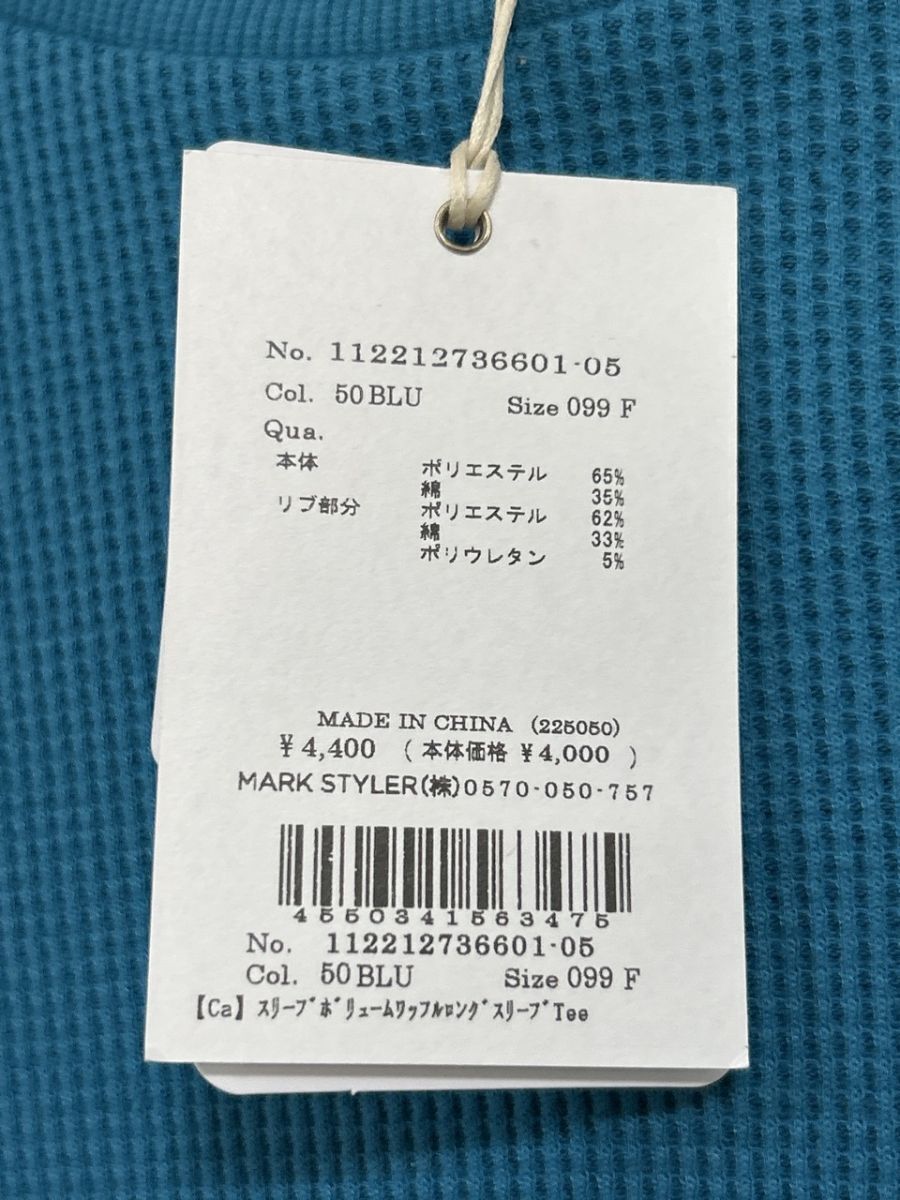 No. 112212736601-05
Col. 50BLU Size 099 F
Qua.
本体 ポリエステル 65%
綿 35%
リブ部分 ポリエステル 62%
綿 33%
ポリウレタン 5%
MADE IN CHINA (225050)
¥4,400 (本体価格 ¥4,000)
MARK STYLER(株)0570-050-757
4550341563475
No. 112212736601-05
Col. 50BLU Size 099 F
【Ca】ｽﾘｰﾌﾞﾎﾞﾘｭｰﾑﾜｯﾌﾙﾛﾝｸﾞｽﾘｰﾌﾞTee